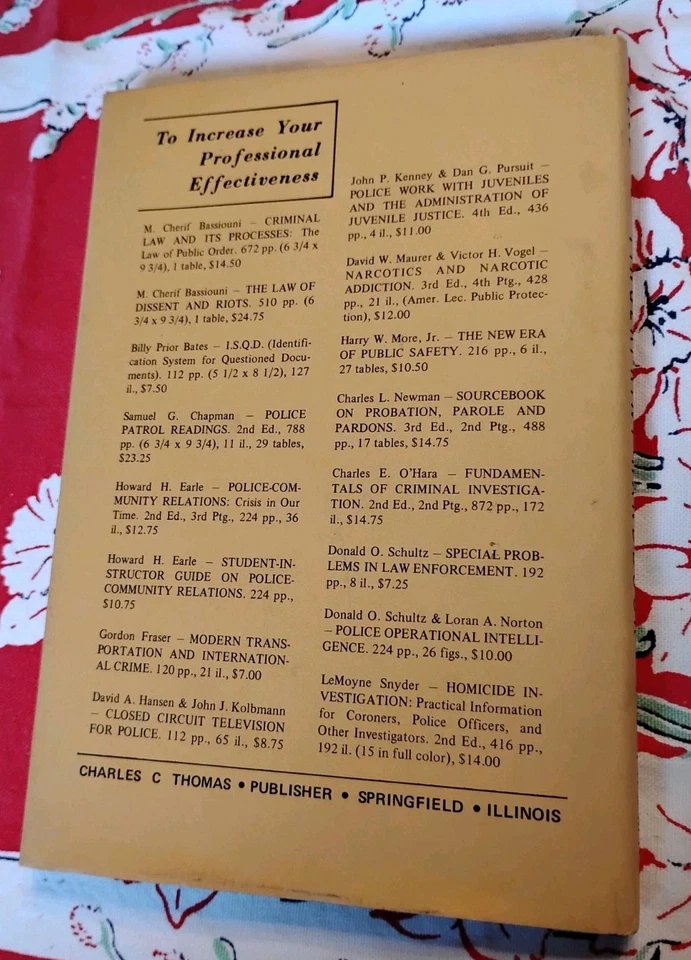 To Increase Your
Professional
Effectiveness
M. Cherif Bassiouni – CRIMINAL
LAW AND ITS PROCESSES: The
Law of Public Order. 672 pp. (6 3/4 x
9 3/4), 1 table, $14.50
M. Cherif Bassiouni – THE LAW OF
DISSENT AND RIOTS. 510 pp. (6
3/4 x 9 3/4), 1 table, $24.75
Billy Prior Bates – I.S.Q.D. (Identifi-
cation System for Questioned Docu-
ments). 112 pp. (5 1/2 x 8 1/2), 127
il., $7.50
Samuel G. Chapman – POLICE
PATROL READINGS. 2nd Ed., 788
pp. (6 3/4 x 9 3/4), 11 il., 29 tables,
$23.25
Howard H. Earle – POLICE-COM-
MUNITY RELATIONS: Crisis in Our
Time. 2nd Ed., 3rd Ptg., 224 pp., 36
il., $12.75
Howard H. Earle – STUDENT-IN-
STRUCTOR GUIDE ON POLICE-
COMMUNITY RELATIONS. 224 pp.,
$10.75
Gordon Fraser – MODERN TRANS-
PORTATION AND INTERNATION-
AL CRIME. 120 pp., 21 il., $7.00
David A. Hansen & John J. Kolbmann
– CLOSED CIRCUIT TELEVISION
FOR POLICE. 112 pp., 65 il., $8.75
John P. Kenney & Dan G. Pursuit –
POLICE WORK WITH JUVENILES
AND THE ADMINISTRATION OF
JUVENILE JUSTICE. 4th Ed., 436
pp., 4 il., $11.00
David W. Maurer & Victor H. Vogel –
NARCOTICS AND NARCOTIC
ADDICTION. 3rd Ed., 4th Ptg., 428
pp., 21 il., (Amer. Lec. Public Protec-
tion), $12.00
Harry W. More, Jr. – THE NEW ERA
OF PUBLIC SAFETY. 216 pp., 6 il.,
27 tables, $10.50
Charles L. Newman – SOURCEBOOK
ON PROBATION, PAROLE AND
PARDONS. 3rd Ed., 2nd Ptg., 488
pp., 17 tables, $14.75
Charles E. O'Hara – FUNDAMEN-
TALS OF CRIMINAL INVESTIGA-
TION. 2nd Ed., 2nd Ptg., 872 pp., 172
il., $14.75
Donald O. Schultz – SPECIAL PROB-
LEMS IN LAW ENFORCEMENT. 192
pp., 8 il., $7.25
Donald O. Schultz & Loran A. Norton
– POLICE OPERATIONAL INTELLI-
GENCE. 224 pp., 26 figs., $10.00
LeMoyne Snyder – HOMICIDE IN-
VESTIGATION: Practical Information
for Coroners, Police Officers, and
Other Investigators. 2nd Ed., 416 pp.,
192 il. (15 in full color), $14.00
CHARLES C THOMAS • PUBLISHER • SPRINGFIELD • ILLINOIS